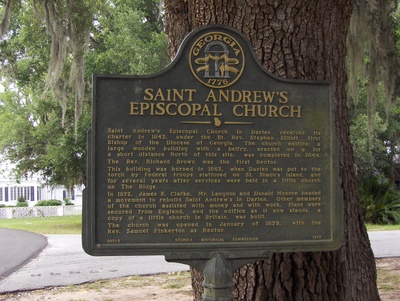 GEORGIA
1776
SAINT ANDREW'S
EPISCOPAL CHURCH
Saint Andrew's Episcopal Church in Darien received its
charter in 1843, under the Rt. Rev. Stephen Elliott, first
Bishop of the Diocese of Georgia. The church edifice, a
large wooden building with a belfry, erected on a lot
a short distance North of this site, was completed in 1844.
The Rev. Richard Brown was the first Rector.
This building was burned in 1863, when Darien was put to the
torch by Federal troops stationed on St. Simon's Island, and
for several years after services were held in a little church
on The Ridge.
In 1872, James K. Clarke, Mr. Langdon and Donald Monroe headed
a movement to rebuild Saint Andrew's in Darien. Other members
of the church assisted with money and with work. Plans were
secured from England, and the edifice as it now stands, a
copy of a little church in Britain, was built.
The church was opened in January of 1879, with the
Rev. Samuel Pinkerton as Rector.
GEORGIA HISTORICAL COMMISSION